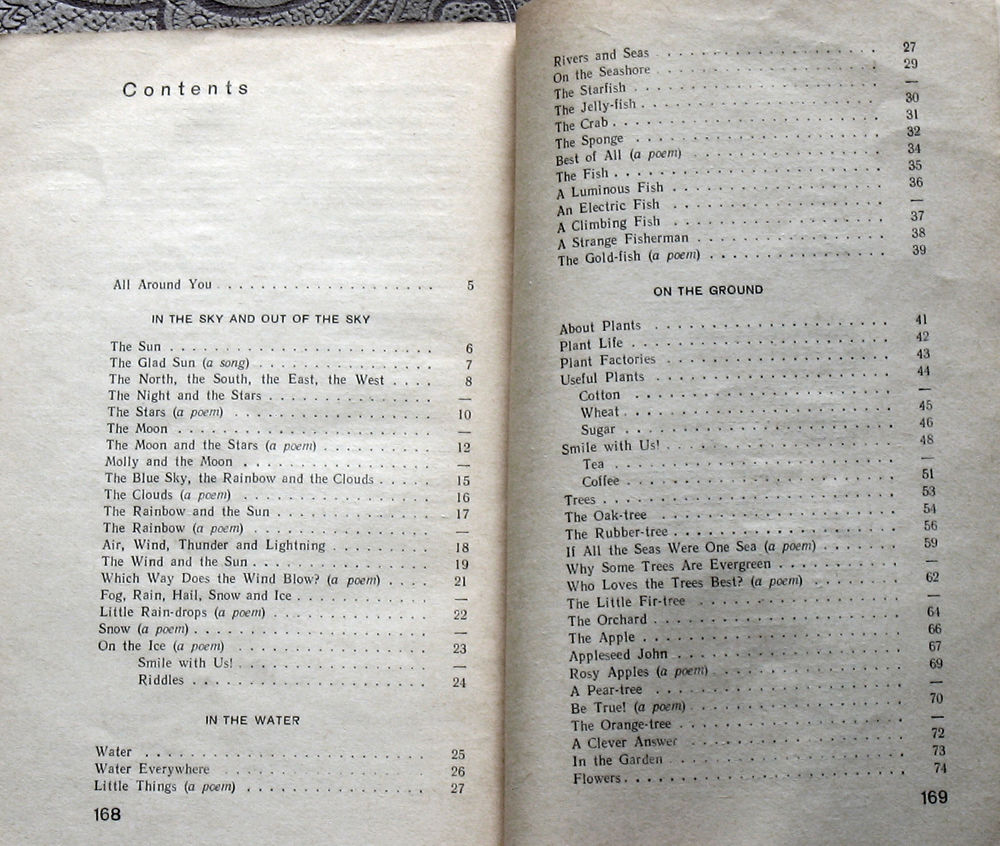 Contents
All Around You . . . . . . . . . . 5
IN THE SKY AND OUT OF THE SKY
The Sun . . . . . . . . . . 6
The Glad Sun (a song) . . . . . . . . . . 7
The North, the South, the East, the West . . . . 8
The Night and the Stars . . . . . . . . . . —
The Stars (a poem) . . . . . . . . . . 10
The Moon . . . . . . . . . . —
The Moon and the Stars (a poem) . . . . . . . . 12
Molly and the Moon . . . . . . . . . . —
The Blue Sky, the Rainbow and the Clouds . . . . . 15
The Clouds (a poem) . . . . . . . . . . 16
The Rainbow and the Sun . . . . . . . . . . 17
The Rainbow (a poem) . . . . . . . . . . —
Air, Wind, Thunder and Lightning . . . . . . . . 18
The Wind and the Sun . . . . . . . . . . 19
Which Way Does the Wind Blow? (a poem) . . . . 21
Fog, Rain, Hail, Snow and Ice . . . . . . . . . . —
Little Rain-drops (a poem) . . . . . . . . . . 22
Snow (a poem) . . . . . . . . . . —
On the Ice (a poem) . . . . . . . . . . 23
Smile with Us! . . . . . . . . . . —
Riddles . . . . . . . . . . 24
IN THE WATER
Water . . . . . . . . . . 25
Water Everywhere . . . . . . . . . . 26
Little Things (a poem) . . . . . . . . . . 27
168
Rivers and Seas . . . . . . . . . . 27
On the Seashore . . . . . . . . . . 29
The Starfish . . . . . . . . . . —
The Jelly-fish . . . . . . . . . . 30
The Crab . . . . . . . . . . 31
The Sponge . . . . . . . . . . 32
Best of All (a poem) . . . . . . . . . . 34
The Fish . . . . . . . . . . 35
A Luminous Fish . . . . . . . . . . 36
An Electric Fish . . . . . . . . . . —
A Climbing Fish . . . . . . . . . . 37
A Strange Fisherman . . . . . . . . . . 38
The Gold-fish (a poem) . . . . . . . . . . 39
ON THE GROUND
About Plants . . . . . . . . . . 41
Plant Life . . . . . . . . . . 42
Plant Factories . . . . . . . . . . 43
Useful Plants . . . . . . . . . . 44
Cotton . . . . . . . . . . —
Wheat . . . . . . . . . . 45
Sugar . . . . . . . . . . 46
Smile with Us! . . . . . . . . . . 48
Tea . . . . . . . . . . —
Coffee . . . . . . . . . . 51
Trees . . . . . . . . . . 53
The Oak-tree . . . . . . . . . . 54
The Rubber-tree . . . . . . . . . . 56
If All the Seas Were One Sea (a poem) . . . . . 59
Why Some Trees Are Evergreen . . . . . . . . —
Who Loves the Trees Best? (a poem) . . . . . . 62
The Little Fir-tree . . . . . . . . . . —
The Orchard . . . . . . . . . . 64
The Apple . . . . . . . . . . 66
Appleseed John . . . . . . . . . . 67
Rosy Apples (a poem) . . . . . . . . . . 69
A Pear-tree . . . . . . . . . . —
Be True! (a poem) . . . . . . . . . . 70
The Orange-tree . . . . . . . . . . —
A Clever Answer . . . . . . . . . . 72
In the Garden . . . . . . . . . . 73
Flowers . . . . . . . . . . 74
169